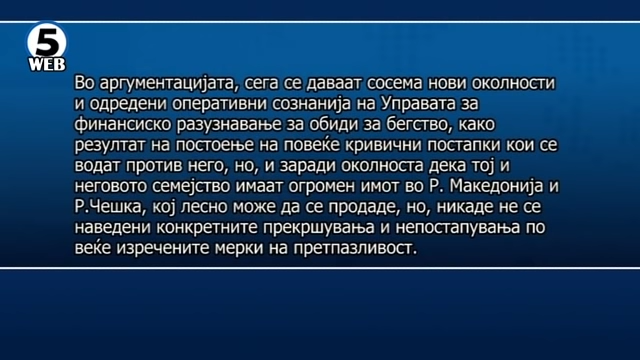 5
WEB
Во аргументацијата, сега се даваат сосема нови околности
и одредени оперативни сознанија на Управата за
финансиско разузнавање за обиди за бегство, како
резултат на постоење на повеќе кривични постапки кои се
водат против него, но, и заради околноста дека тој и
неговото семејство имаат огромен имот во Р. Македонија и
Р.Чешка, кој лесно може да се продаде, но, никаде не се
наведени конкретните прекршувања и непостапувања по
веќе изречените мерки на претпазливост.